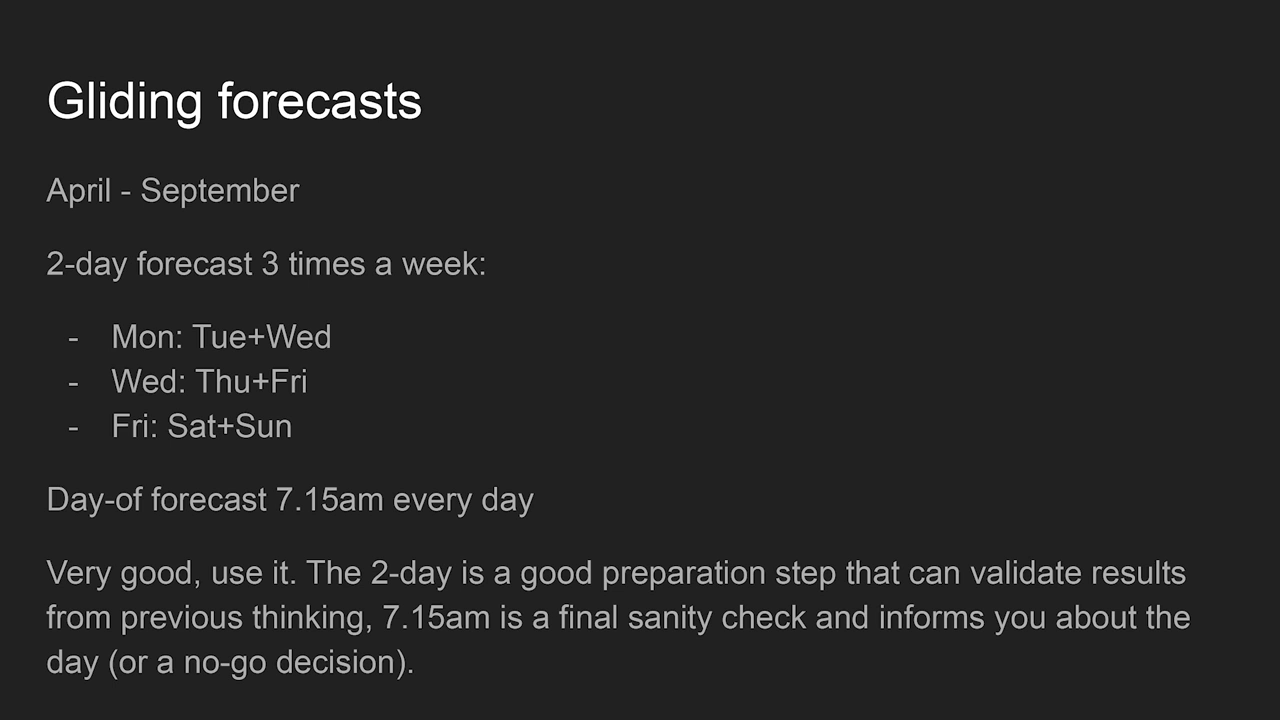 Gliding forecasts
April - September
2-day forecast 3 times a week:
- Mon: Tue+Wed
- Wed: Thu+Fri
- Fri: Sat+Sun
Day-of forecast 7.15am every day
Very good, use it. The 2-day is a good preparation step that can validate results
from previous thinking, 7.15am is a final sanity check and informs you about the
day (or a no-go decision).